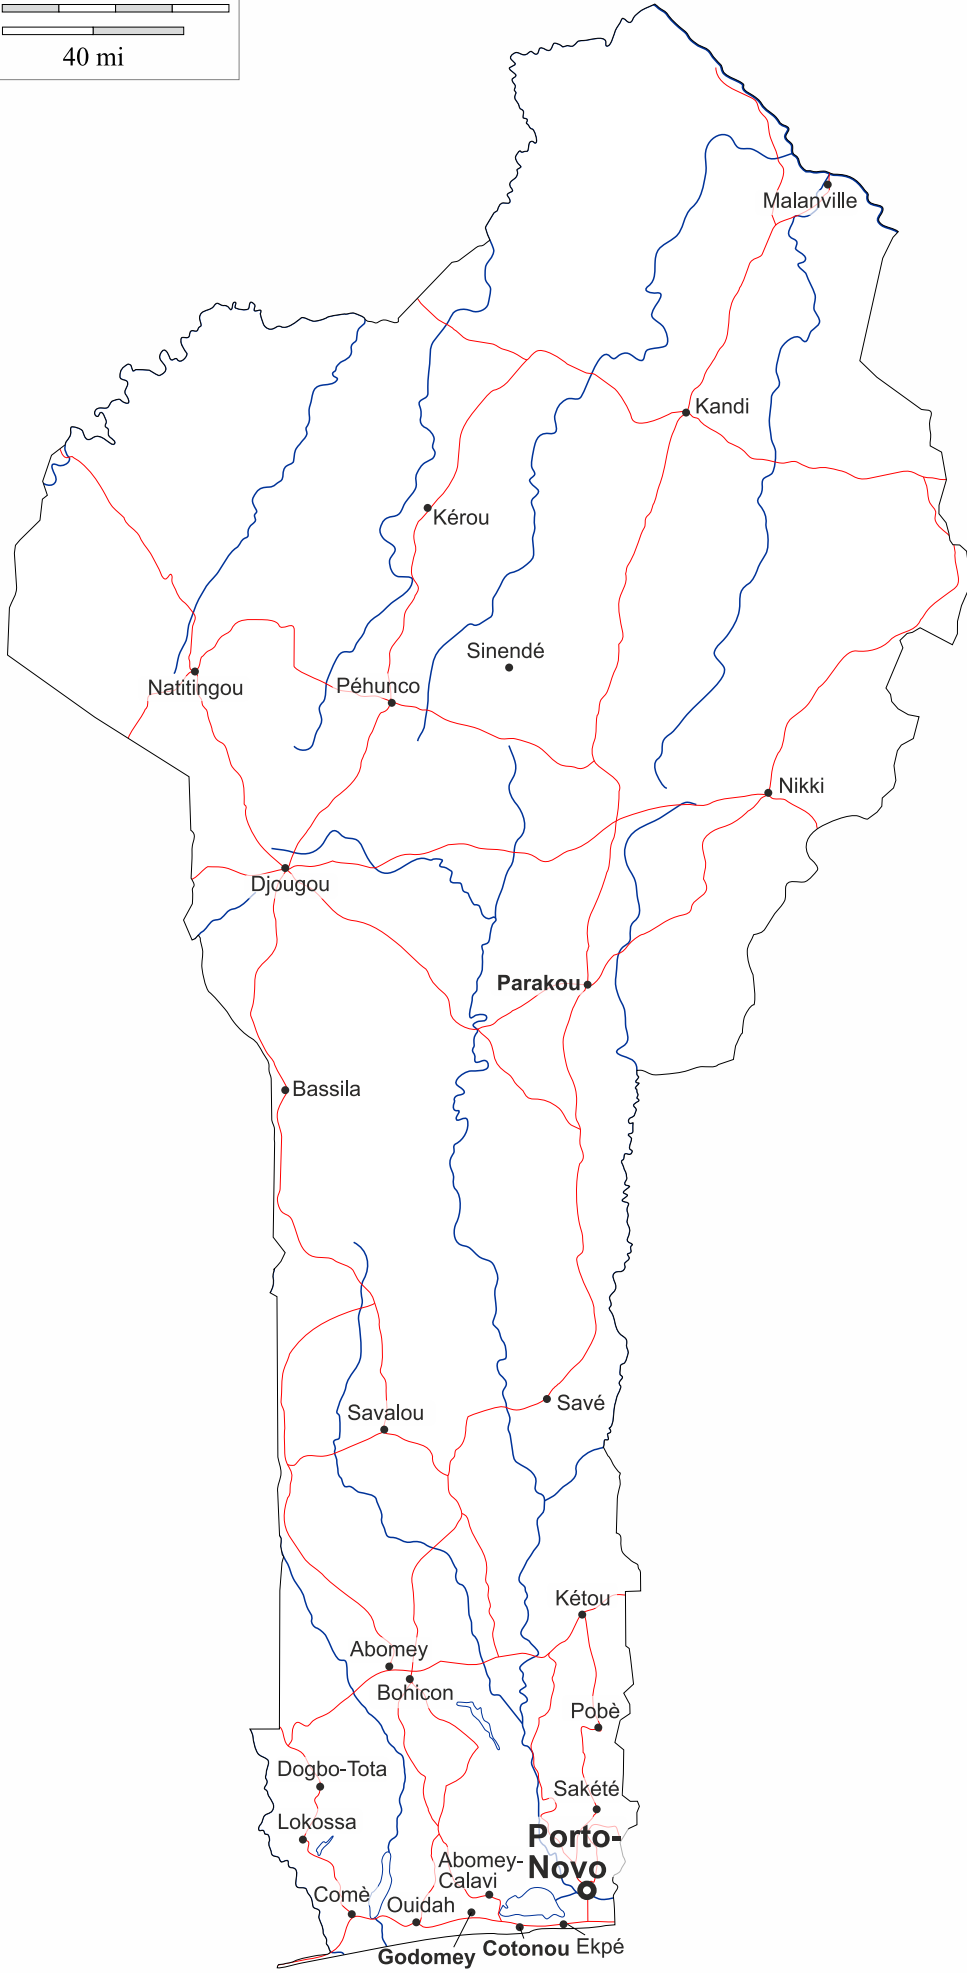 40 mi
Malanville
Kandi
Kérou
Sinendé
Natitingou
Péhunco
Nikki
Djougou
Parakou
Bassila
Savé
Savalou
Kétou
Abomey
Bohicon
Pobè
Dogbo-Tota
Sakété
Lokossa
Porto-
Novo
Abomey-
Calavi
Comè
Ouidah
Godomey
Cotonou
Ekpé